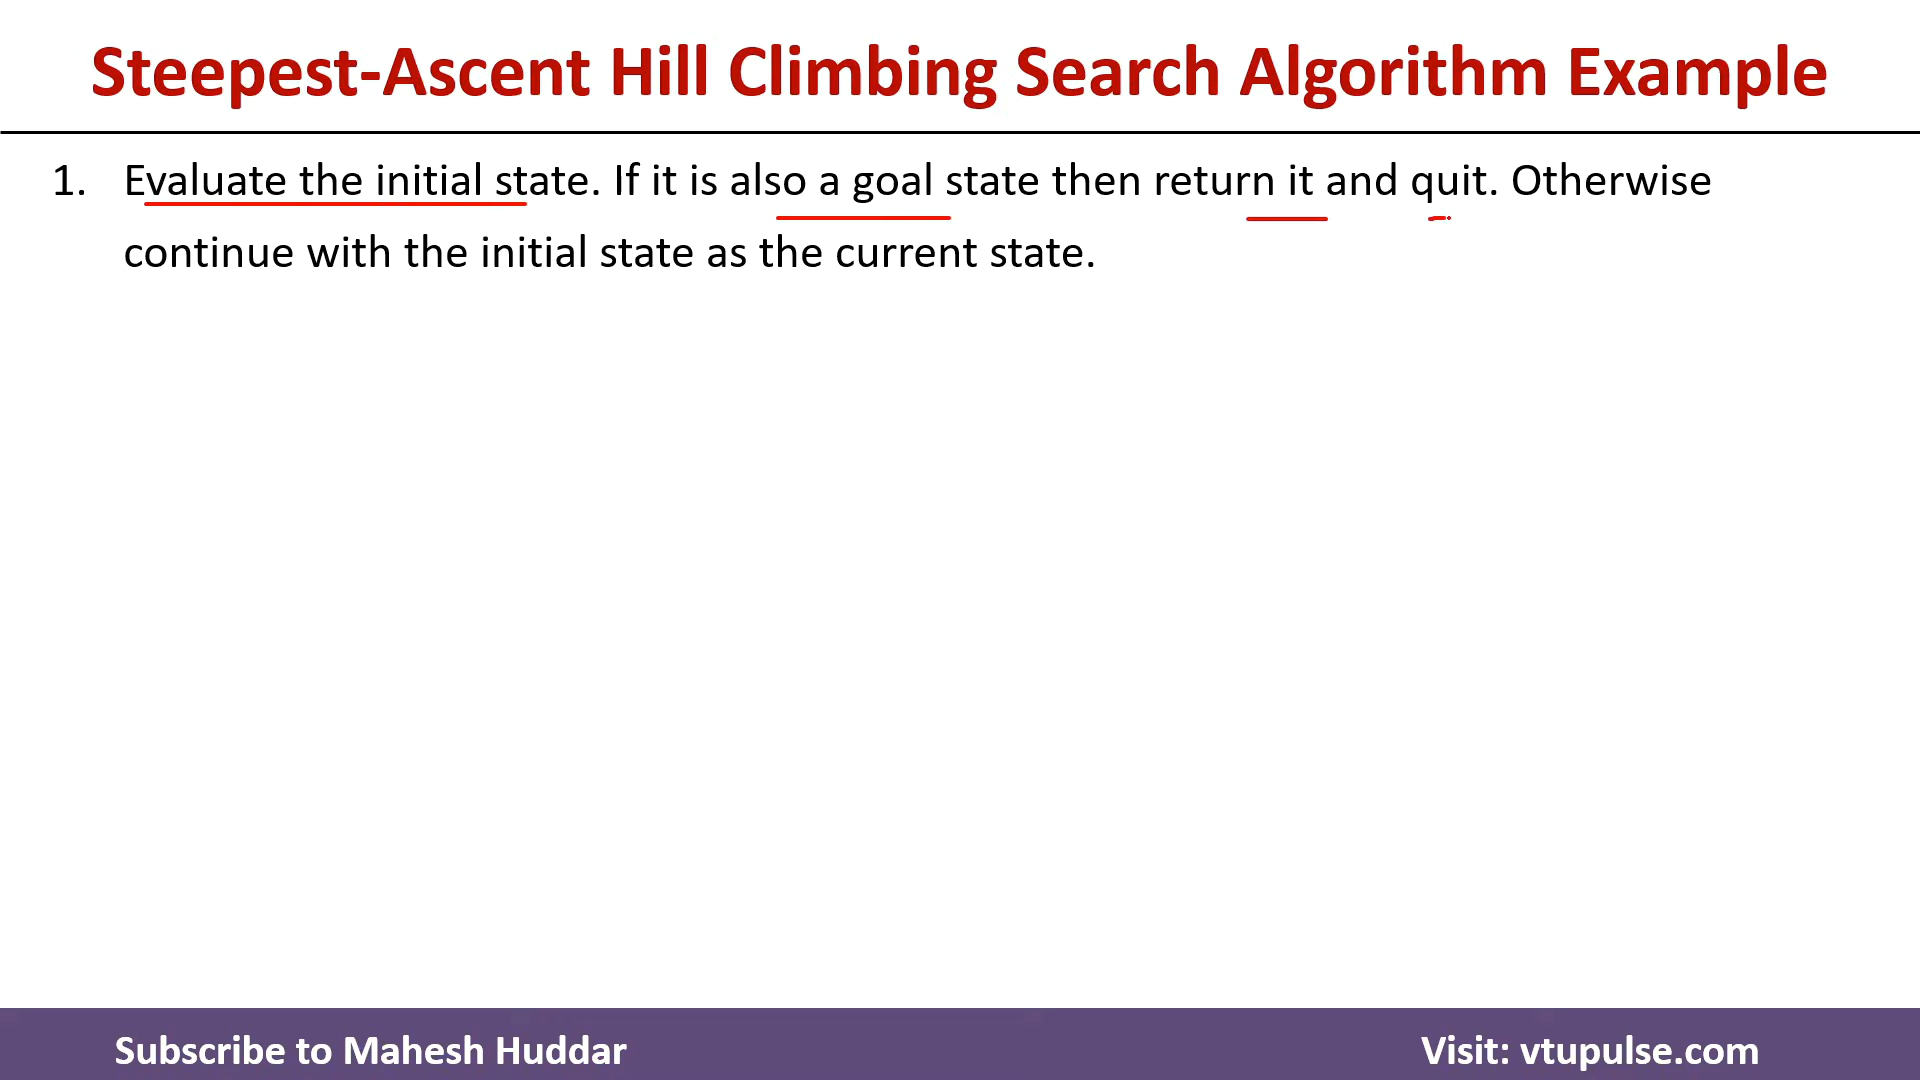 Steepest-Ascent Hill Climbing Search Algorithm Example
1. Evaluate the initial state. If it is also a goal state then return it and quit. Otherwise
continue with the initial state as the current state.
Subscribe to Mahesh Huddar
Visit: vtupulse.com